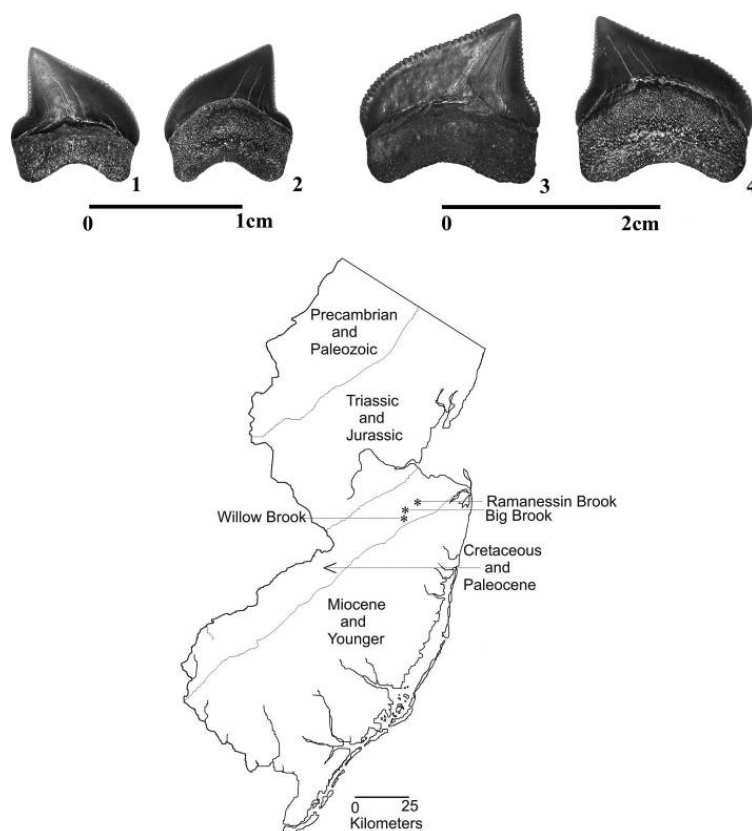 1
2
3
4
0
1cm
0
2cm
Precambrian
and
Paleozoic
Triassic
and
Jurassic
Willow Brook
Ramanessin Brook
Big Brook
Cretaceous
and
Paleocene
Miocene
and
Younger
0 25
Kilometers